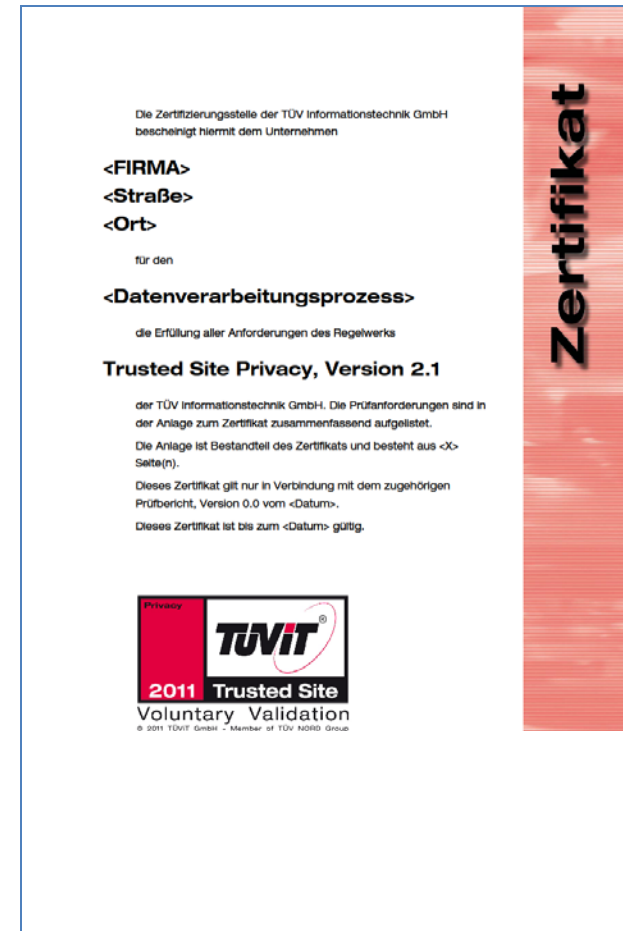 Die Zertifizierungsstelle der TÜV Informationstechnik GmbH
bescheinigt hiermit dem Unternehmen
<FIRMA>
<Straße>
<Ort>
für den
<Datenverarbeitungsprozess>
die Erfüllung aller Anforderungen des Regelwerks
Trusted Site Privacy, Version 2.1
der TÜV Informationstechnik GmbH. Die Prüfanforderungen sind in
der Anlage zum Zertifikat zusammenfassend aufgelistet.
Die Anlage ist Bestandteil des Zertifikats und besteht aus <X>
Seite(n).
Dieses Zertifikat gilt nur in Verbindung mit dem zugehörigen
Prüfbericht, Version 0.0 vom <Datum>.
Dieses Zertifikat ist bis zum <Datum> gültig.
Zertifikat
Privacy
TÜViT®
2011 Trusted Site
Voluntary Validation
© 2011 TÜViT GmbH - Member of TÜV NORD Group